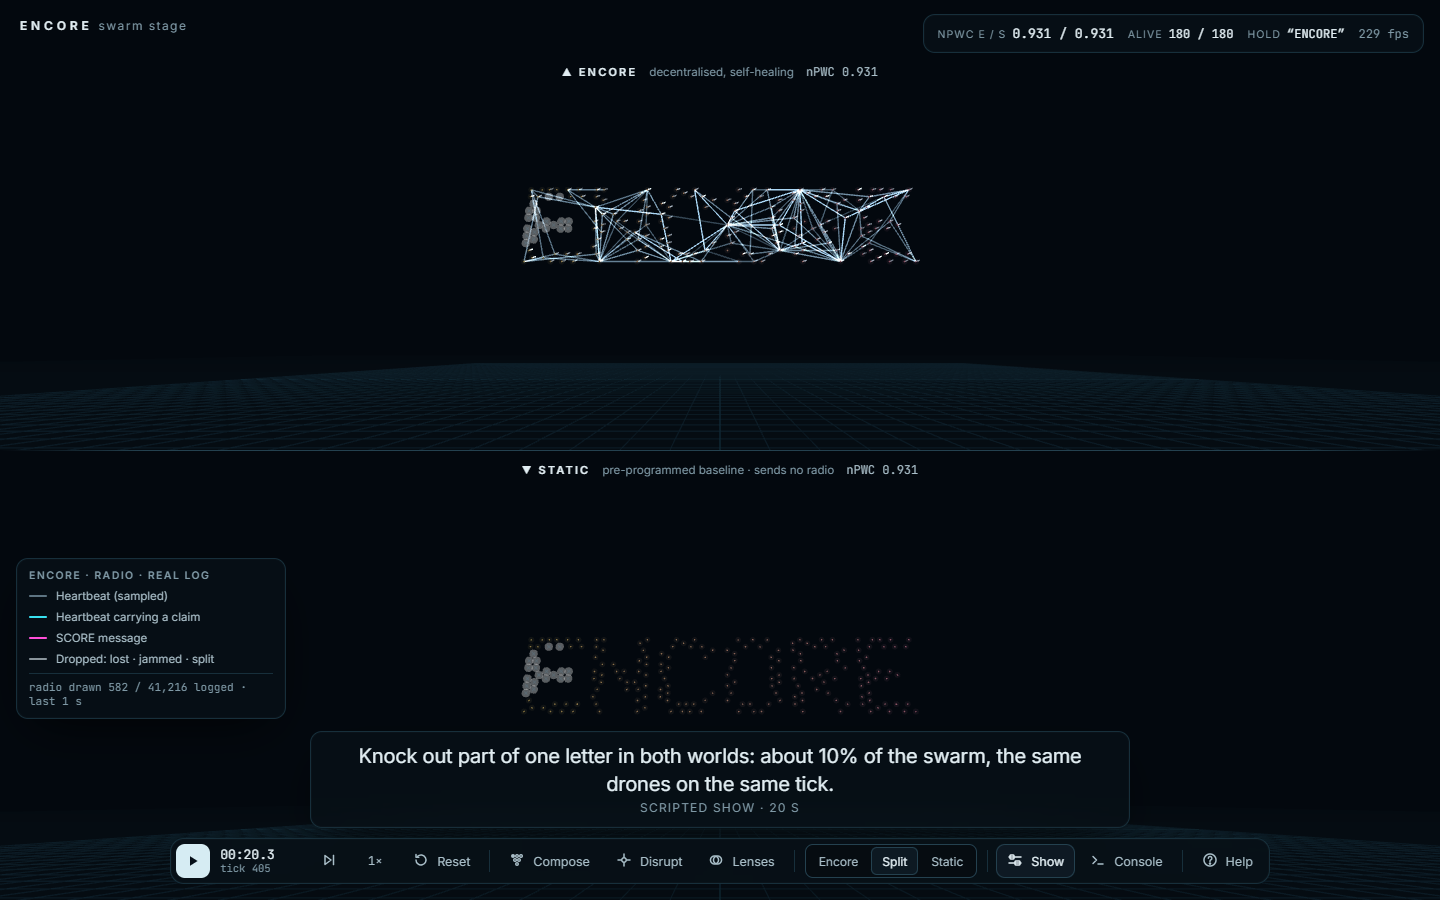 ENCORE swarm stage
NPWC E / S 0.931 / 0.931 ALIVE 180 / 180 HOLD “ENCORE” 229 fps
▲ ENCORE decentralised, self-healing nPWC 0.931
▼ STATIC pre-programmed baseline · sends no radio nPWC 0.931
ENCORE · RADIO · REAL LOG
Heartbeat (sampled)
Heartbeat carrying a claim
SCORE message
Dropped: lost · jammed · split
radio drawn 582 / 41,216 logged ·
last 1 s
ENCORE
Knock out part of one letter in both worlds: about 10% of the swarm, the same
drones on the same tick.
SCRIPTED SHOW · 20 S
00:20.3
tick 405
1× Reset Compose Disrupt Lenses Encore Split Static Show Console Help